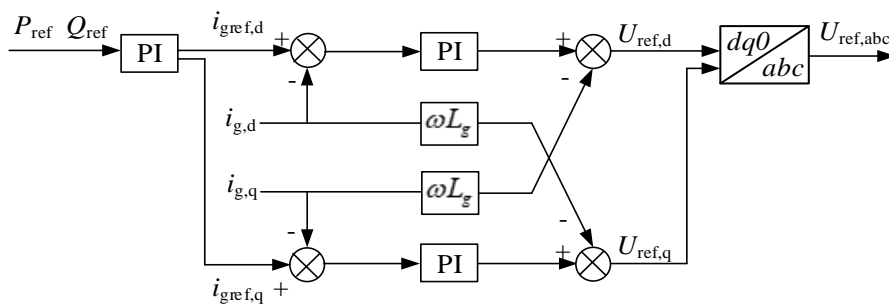 P_ref Q_ref
PI
i_gref,d
+
-
PI
+
-
U_ref,d
dq0
abc
U_ref,abc
i_g,d
ωL_g
i_g,q
ωL_g
-
-
i_gref,q +
PI
+
U_ref,q